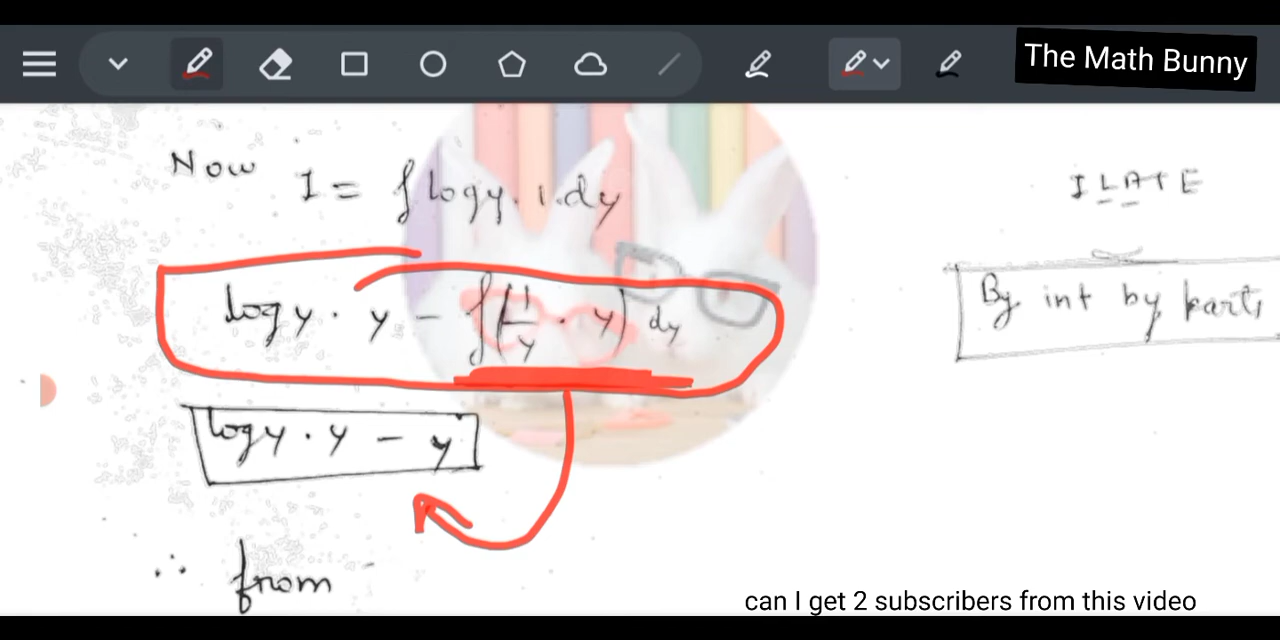 The Math Bunny
Now I = ∫ log y . 1 . dy
I L A T E
log y . y - ∫(1/y . y) dy
By int by parts
log y . y - y
∴ from
can I get 2 subscribers from this video